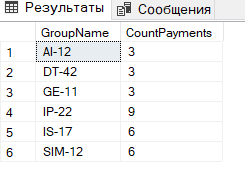 Результаты Сообщения
GroupName CountPayments
1 AI-12 3
2 DT-42 3
3 GE-11 3
4 IP-22 9
5 IS-17 6
6 SIM-12 6